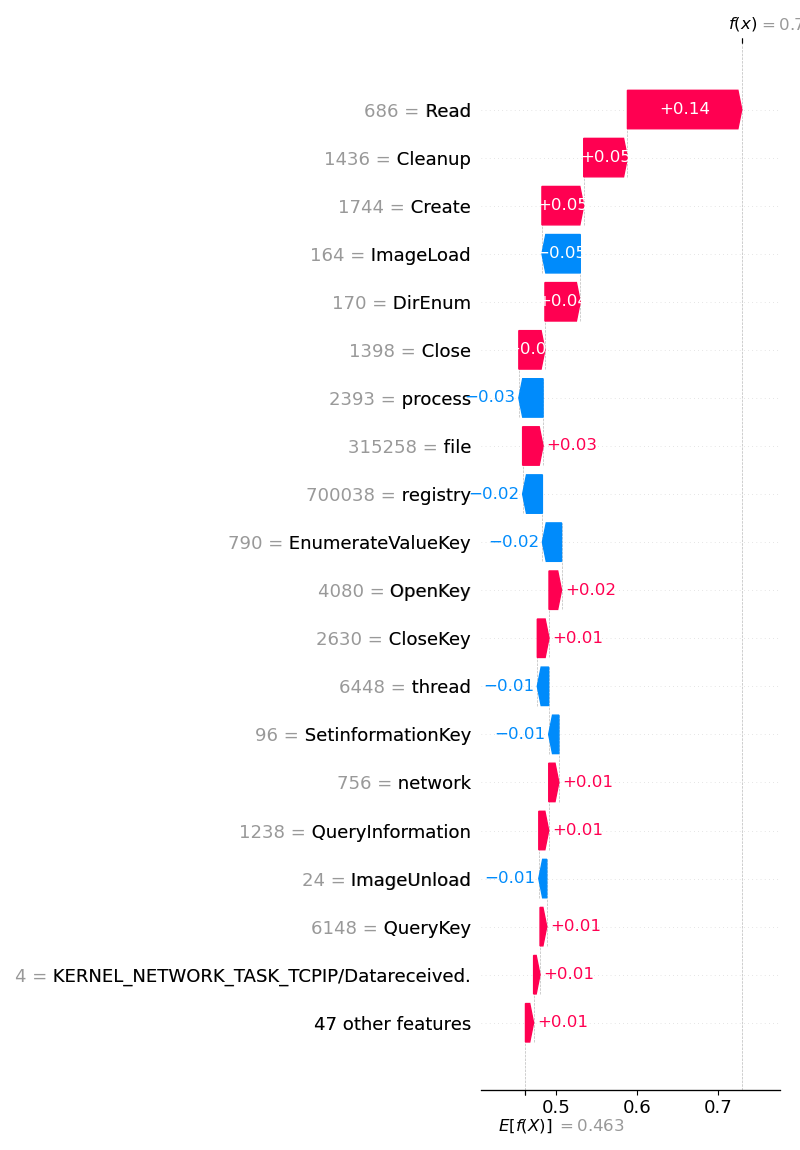 f(x) = 0.7
686 = Read +0.14
1436 = Cleanup +0.05
1744 = Create +0.05
164 = ImageLoad −0.05
170 = DirEnum +0.04
1398 = Close
2393 = process −0.03
315258 = file +0.03
700038 = registry −0.02
790 = EnumerateValueKey −0.02
4080 = OpenKey +0.02
2630 = CloseKey +0.01
6448 = thread −0.01
96 = SetinformationKey −0.01
756 = network +0.01
1238 = QueryInformation +0.01
24 = ImageUnload −0.01
6148 = QueryKey +0.01
4 = KERNEL_NETWORK_TASK_TCPIP/Datareceived. +0.01
47 other features +0.01
0.5 0.6 0.7
E[f(X)] = 0.463